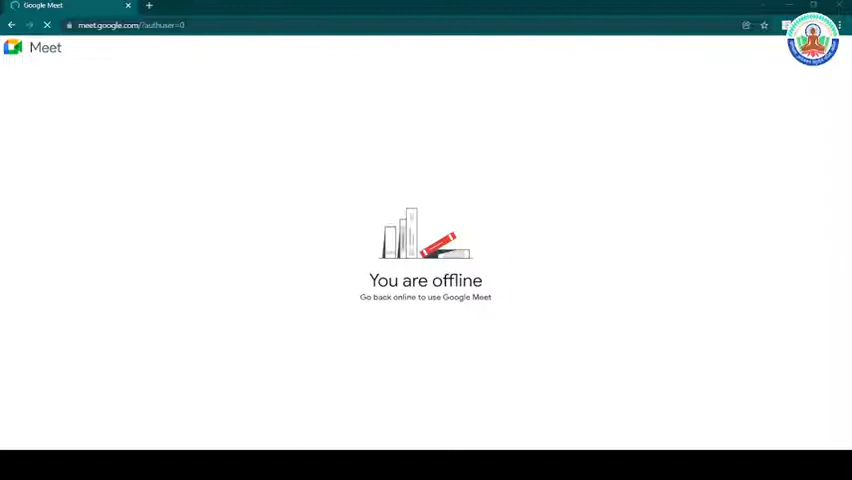 Google Meet
meet.google.com/?authuser=0
Meet
You are offline
Go back online to use Google Meet